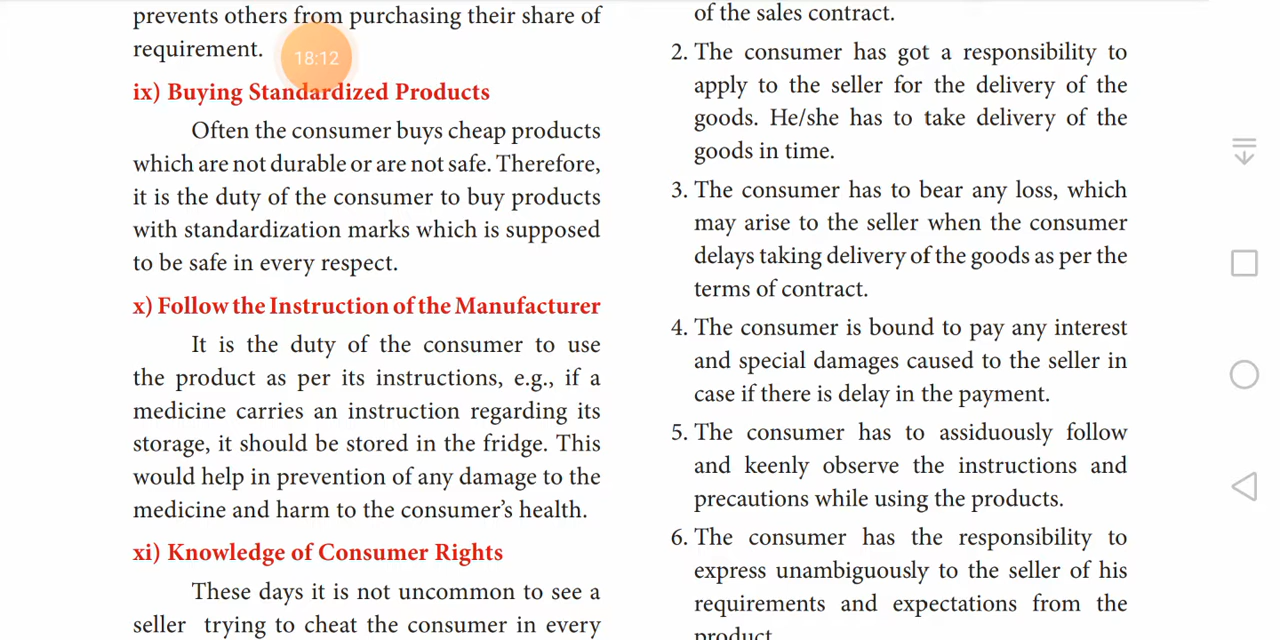 prevents others from purchasing their share of
requirement.
18:12
ix) Buying Standardized Products
Often the consumer buys cheap products
which are not durable or are not safe. Therefore,
it is the duty of the consumer to buy products
with standardization marks which is supposed
to be safe in every respect.
x) Follow the Instruction of the Manufacturer
It is the duty of the consumer to use
the product as per its instructions, e.g., if a
medicine carries an instruction regarding its
storage, it should be stored in the fridge. This
would help in prevention of any damage to the
medicine and harm to the consumer's health.
xi) Knowledge of Consumer Rights
These days it is not uncommon to see a
seller trying to cheat the consumer in every
of the sales contract.
2. The consumer has got a responsibility to
apply to the seller for the delivery of the
goods. He/she has to take delivery of the
goods in time.
3. The consumer has to bear any loss, which
may arise to the seller when the consumer
delays taking delivery of the goods as per the
terms of contract.
4. The consumer is bound to pay any interest
and special damages caused to the seller in
case if there is delay in the payment.
5. The consumer has to assiduously follow
and keenly observe the instructions and
precautions while using the products.
6. The consumer has the responsibility to
express unambiguously to the seller of his
requirements and expectations from the
product.